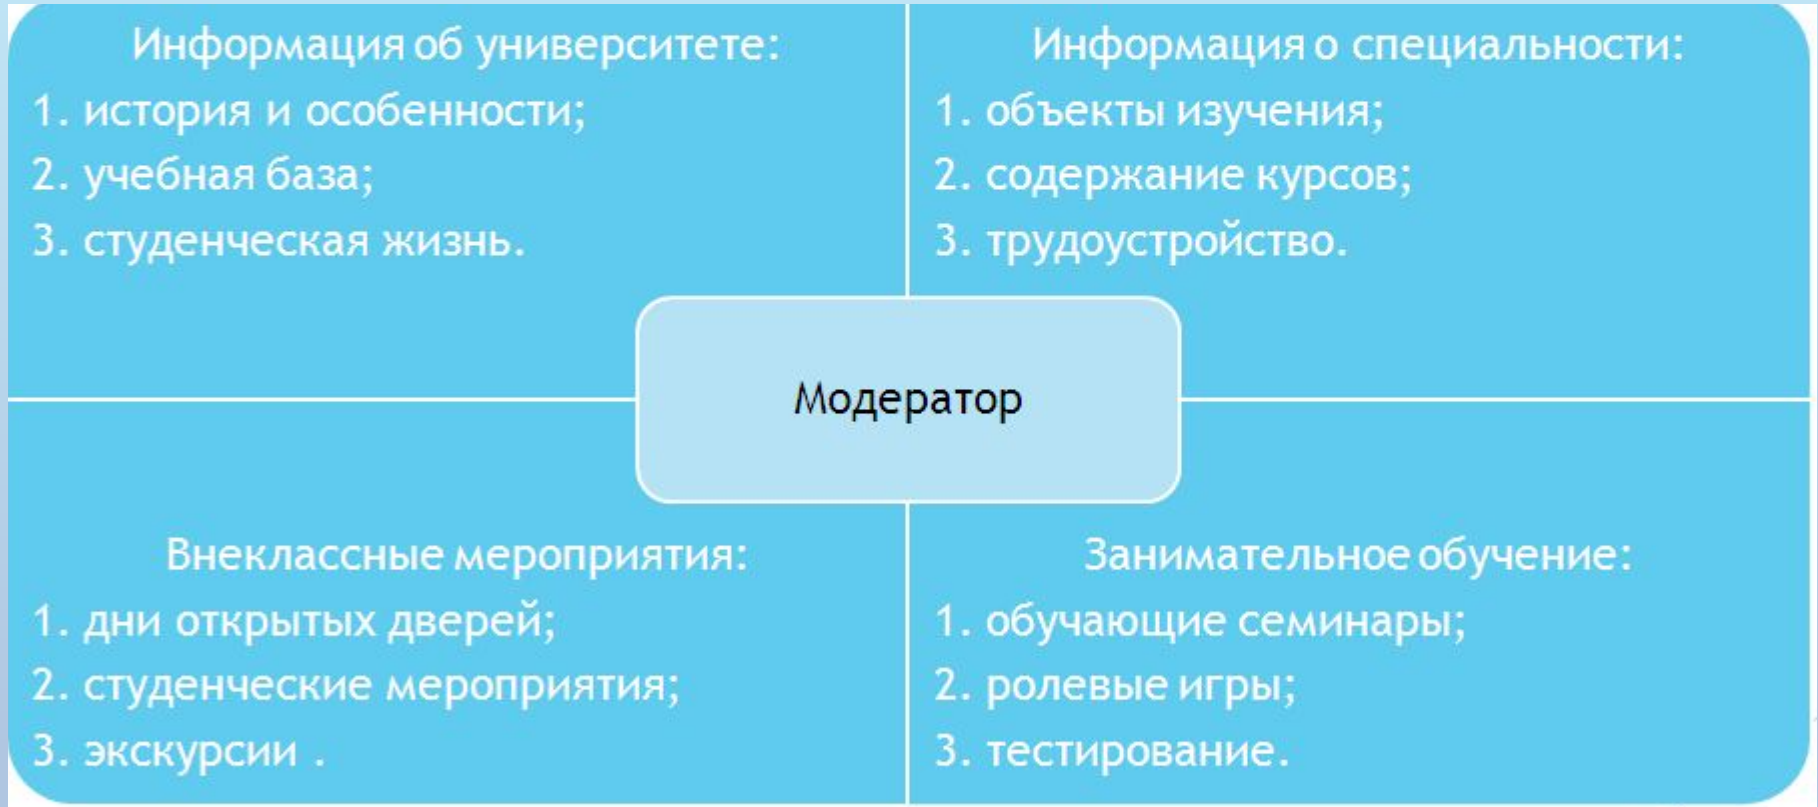 Информация об университете:
1. история и особенности;
2. учебная база;
3. студенческая жизнь.
Информация о специальности:
1. объекты изучения;
2. содержание курсов;
3. трудоустройство.
Модератор
Внеклассные мероприятия:
1. дни открытых дверей;
2. студенческие мероприятия;
3. экскурсии .
Занимательное обучение:
1. обучающие семинары;
2. ролевые игры;
3. тестирование.